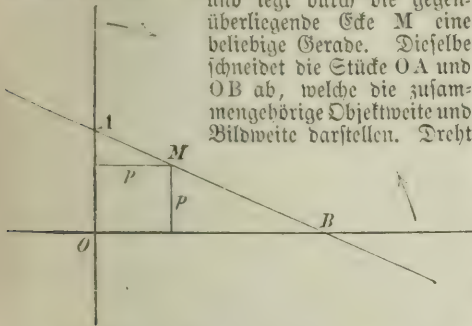 und legt durch die gegen=
überliegende Ecke M eine
beliebige Gerade. Dieselbe
schneidet die Stücke OA und
OB ab, welche die zusam=
mengehörige Objektweite und
Bildweite darstellen. Dreht
A
M
P
P
O
B